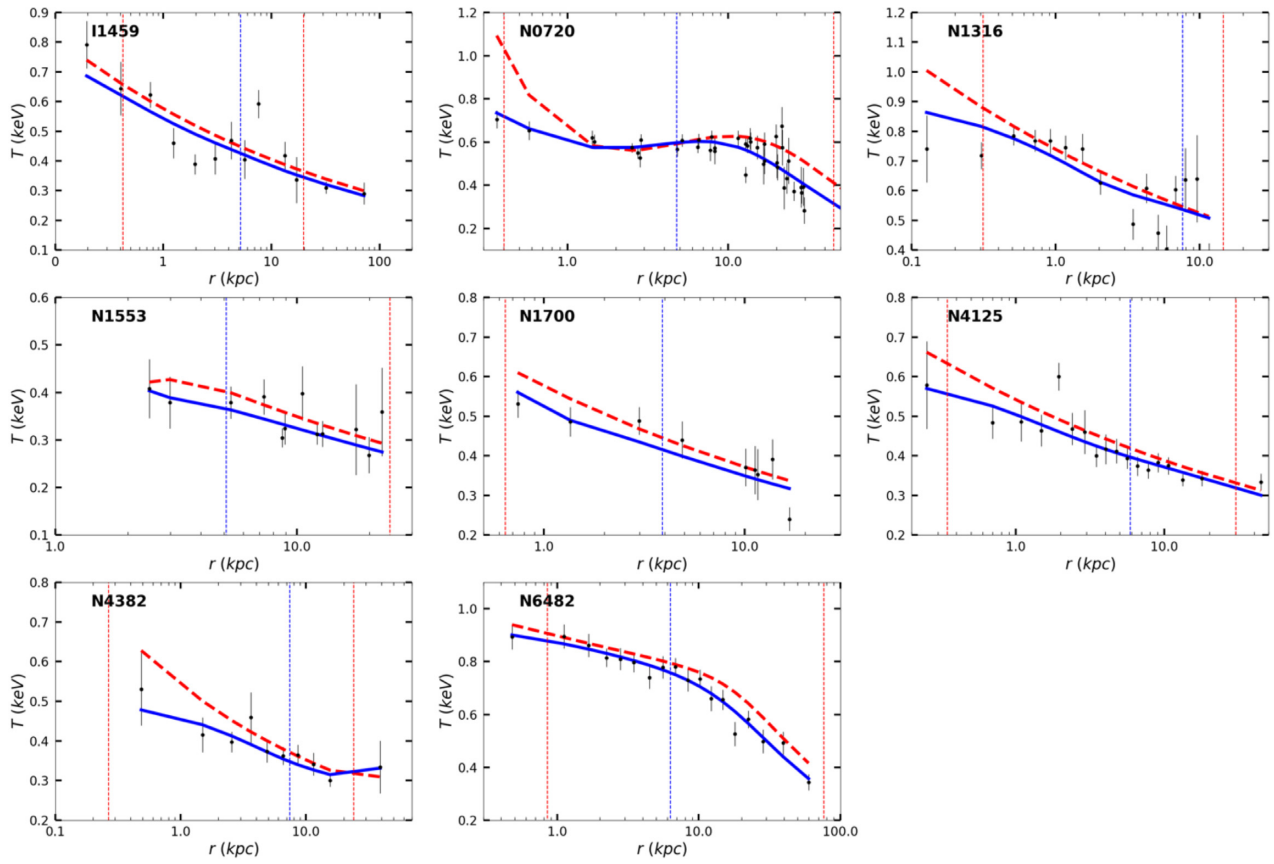 I1459
T (keV)
0.9
0.8
0.7
0.6
0.5
0.4
0.3
0.2
0.1
0 1 10 100
r (kpc)
N0720
T (keV)
1.2
1.0
0.8
0.6
0.4
0.2
1.0 10.0
r (kpc)
N1316
T (keV)
1.2
1.1
1.0
0.9
0.8
0.7
0.6
0.5
0.4
0.1 1.0 10.0
r (kpc)
N1553
T (keV)
0.6
0.5
0.4
0.3
0.2
0.1
1.0 10.0
r (kpc)
N1700
T (keV)
0.8
0.7
0.6
0.5
0.4
0.3
0.2
1.0 10.0
r (kpc)
N4125
T (keV)
0.8
0.7
0.6
0.5
0.4
0.3
0.2
1.0 10.0
r (kpc)
N4382
T (keV)
0.8
0.7
0.6
0.5
0.4
0.3
0.2
0.1 1.0 10.0
r (kpc)
N6482
T (keV)
1.0
0.8
0.6
0.4
0.2
1.0 10.0 100.0
r (kpc)